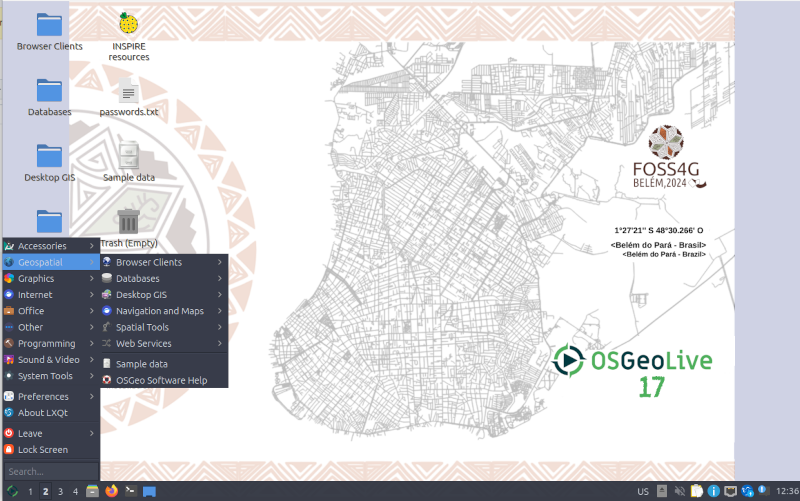 Browser Clients
INSPIRE
resources
Databases
passwords.txt
Desktop GIS
Sample data
Trash (Empty)
FOSS4G
BELÉM,2024
1°27'21'' S 48°30.266' O
<Belém do Pará - Brasil>
<Belém do Pará - Brazil>
OSGeoLive
17
Accessories
Geospatial
Graphics
Internet
Office
Other
Programming
Sound & Video
System Tools
Preferences
About LXQt
Leave
Lock Screen
Search...
Browser Clients
Databases
Desktop GIS
Navigation and Maps
Spatial Tools
Web Services
Sample data
OSGeo Software Help
1 2 3 4
US
12:36